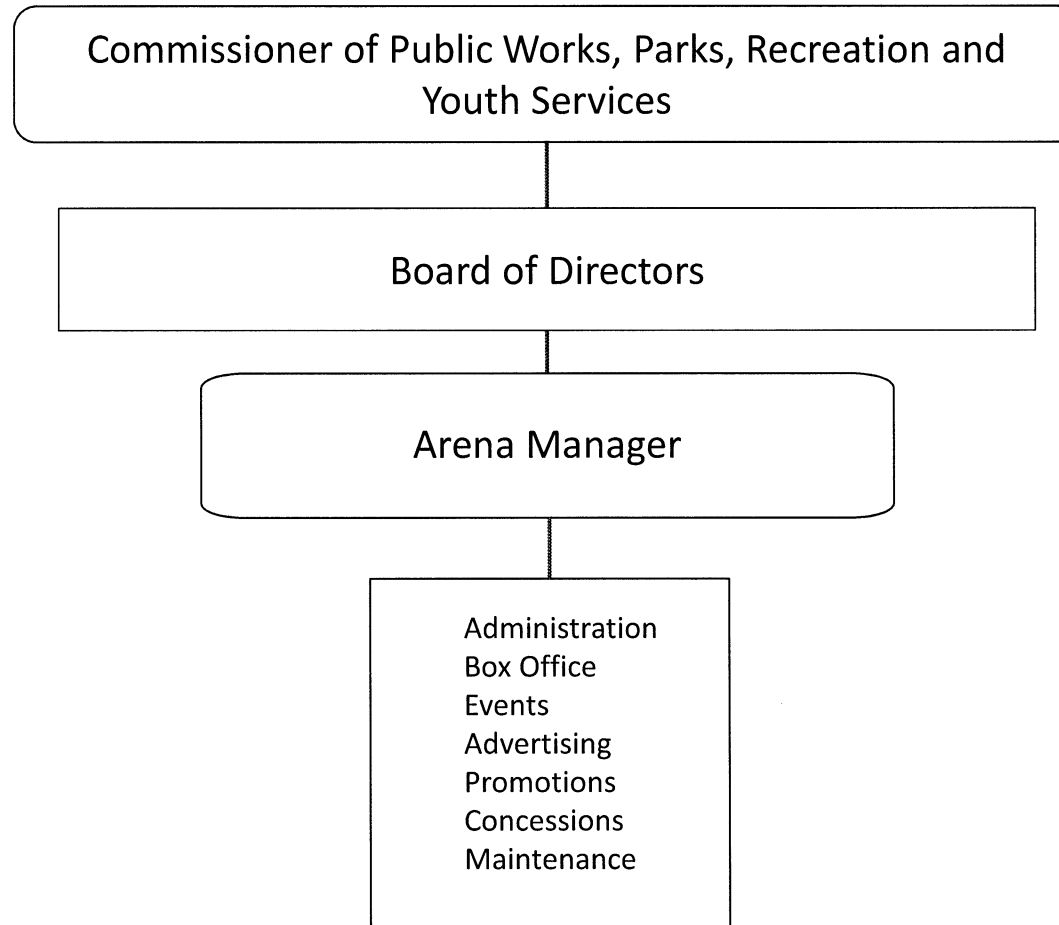 Commissioner of Public Works, Parks, Recreation and
Youth Services
Board of Directors
Arena Manager
Administration
Box Office
Events
Advertising
Promotions
Concessions
Maintenance